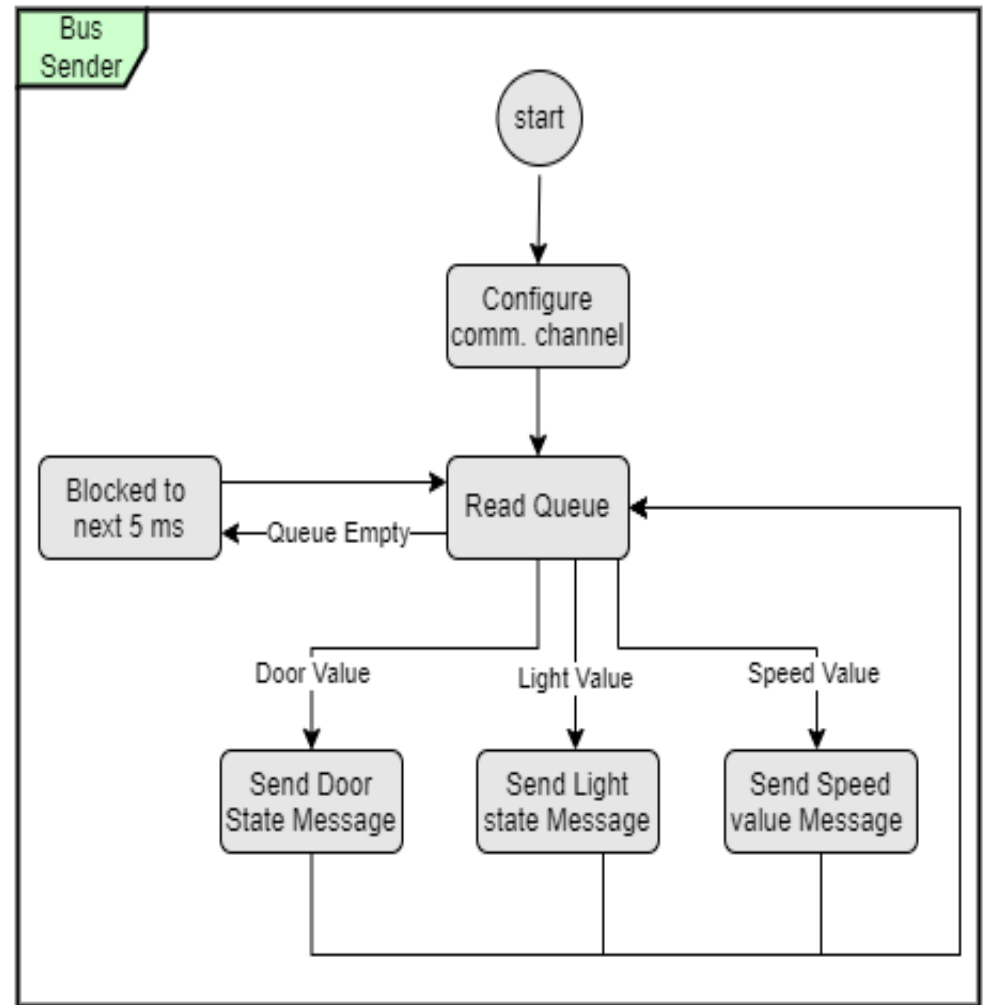 Bus
Sender
start
Configure
comm. channel
Blocked to
next 5 ms
Read Queue
Queue Empty
Door Value
Light Value
Speed Value
Send Door
State Message
Send Light
state Message
Send Speed
value Message